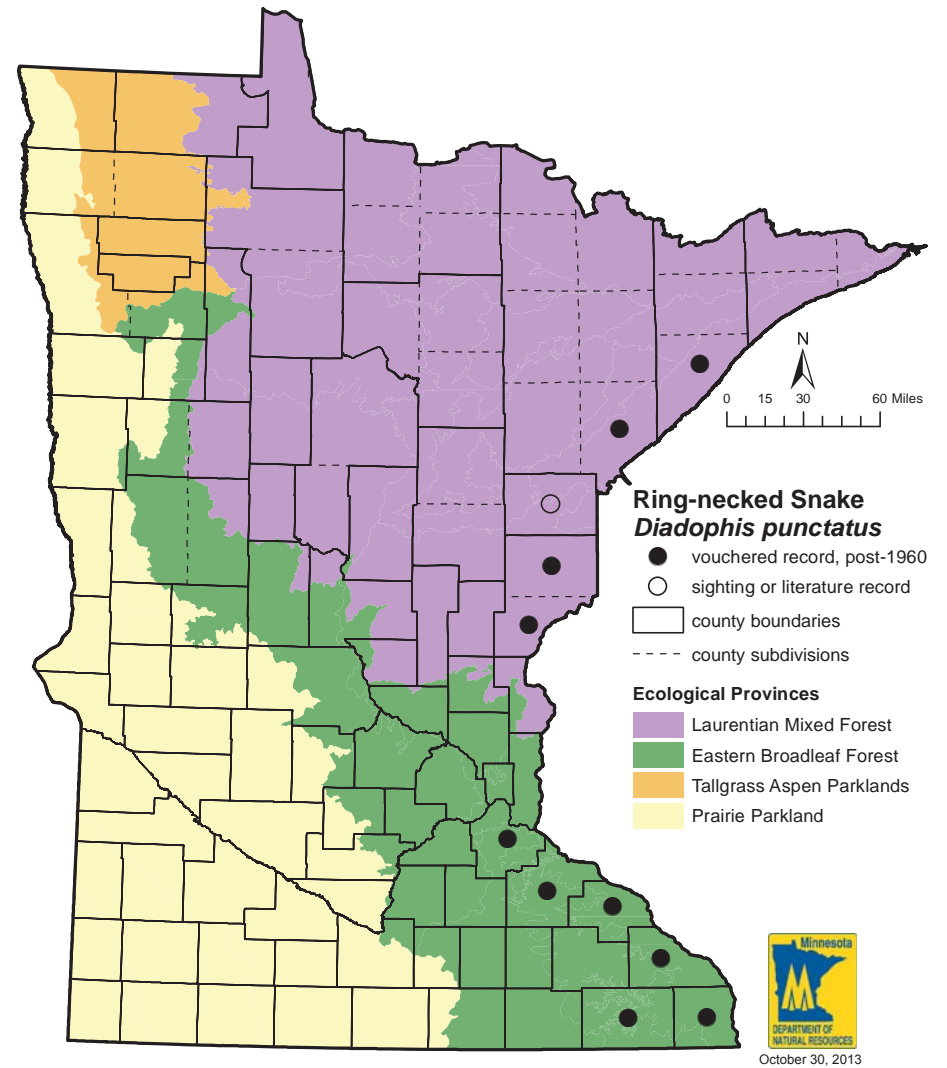 N
0 15 30 60 Miles
Ring-necked Snake
Diadophis punctatus
vouchered record, post-1960
sighting or literature record
county boundaries
county subdivisions
Ecological Provinces
Laurentian Mixed Forest
Eastern Broadleaf Forest
Tallgrass Aspen Parklands
Prairie Parkland
Minnesota
M
DEPARTMENT OF
NATURAL RESOURCES
October 30, 2013